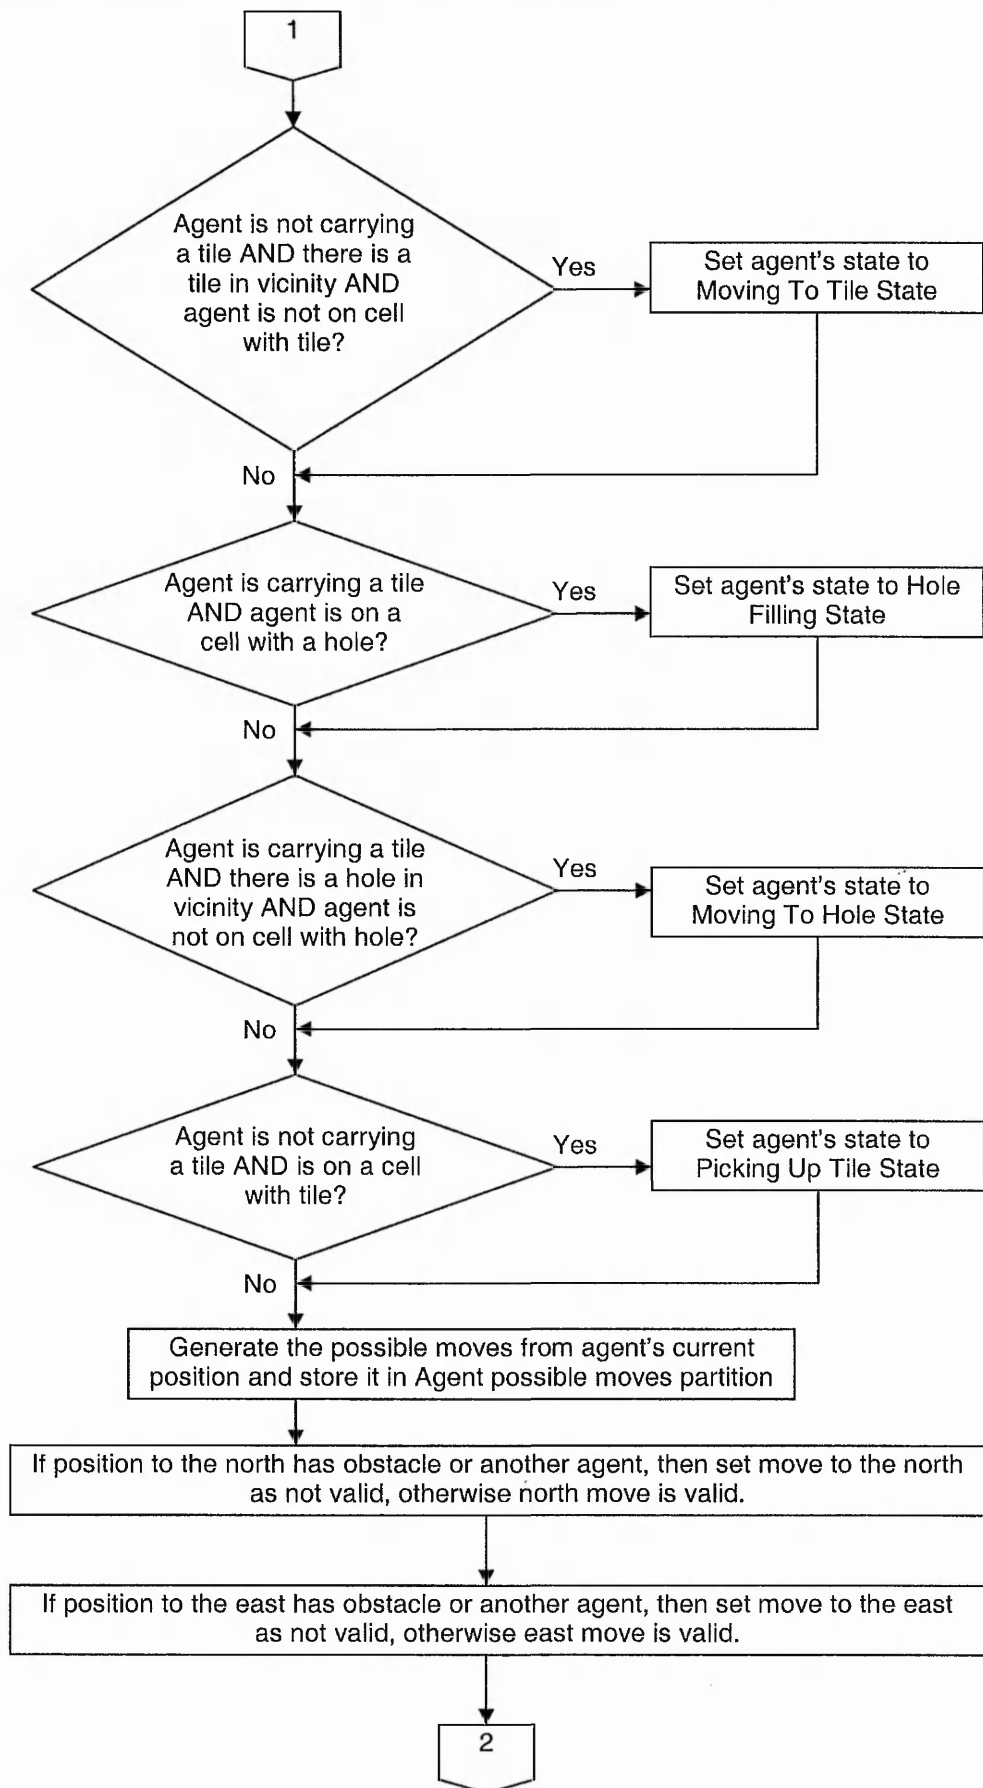 1
Agent is not carrying
a tile AND there is a
tile in vicinity AND
agent is not on cell
with tile?
Yes
Set agent's state to
Moving To Tile State
No
Agent is carrying a tile
AND agent is on a
cell with a hole?
Yes
Set agent's state to Hole
Filling State
No
Agent is carrying a tile
AND there is a hole in
vicinity AND agent is
not on cell with hole?
Yes
Set agent's state to
Moving To Hole State
No
Agent is not carrying
a tile AND is on a cell
with tile?
Yes
Set agent's state to
Picking Up Tile State
No
Generate the possible moves from agent's current
position and store it in Agent possible moves partition
If position to the north has obstacle or another agent, then set move to the north
as not valid, otherwise north move is valid.
If position to the east has obstacle or another agent, then set move to the east
as not valid, otherwise east move is valid.
2